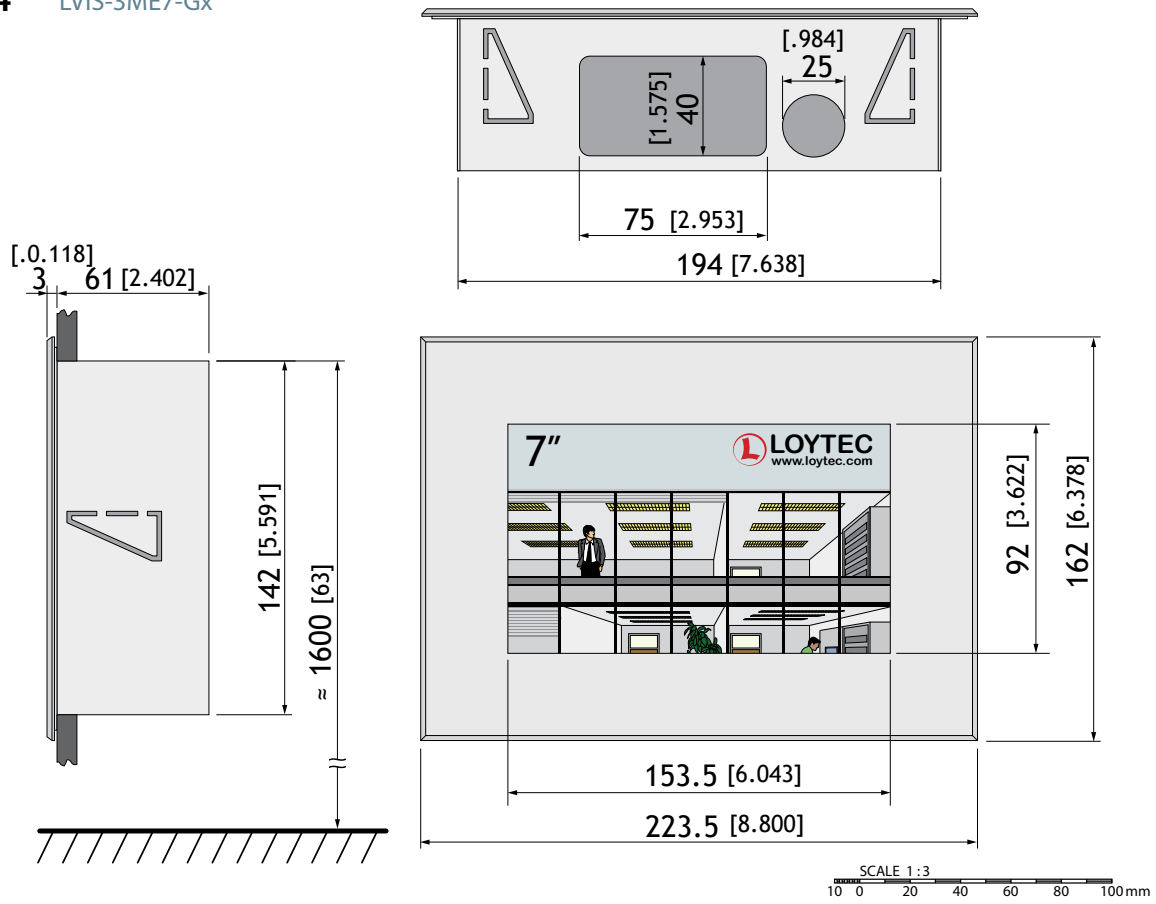 LVIS-3ME7-Gx
[.984]
25
[1.575]
40
75 [2.953]
194 [7.638]
[.0.118]
3 61 [2.402]
142 [5.591]
≈ 1600 [63]
7″
LOYTEC
www.loytec.com
92 [3.622]
162 [6.378]
153.5 [6.043]
223.5 [8.800]
SCALE 1:3
10 0 20 40 60 80 100 mm